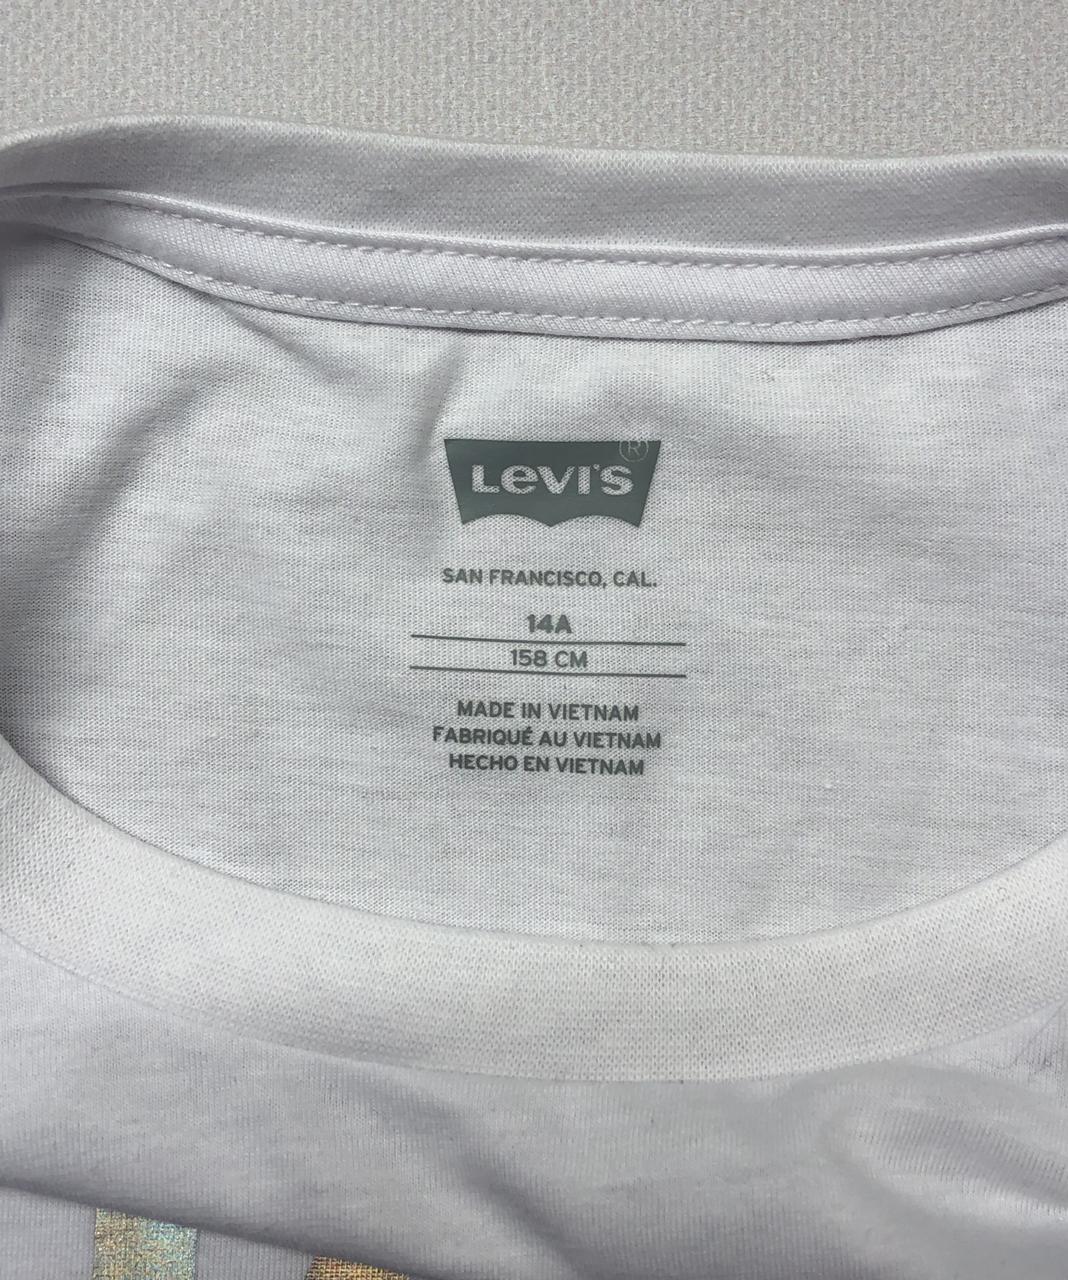 Levi's®
SAN FRANCISCO, CAL.
14A
158 CM
MADE IN VIETNAM
FABRIQUÉ AU VIETNAM
HECHO EN VIETNAM